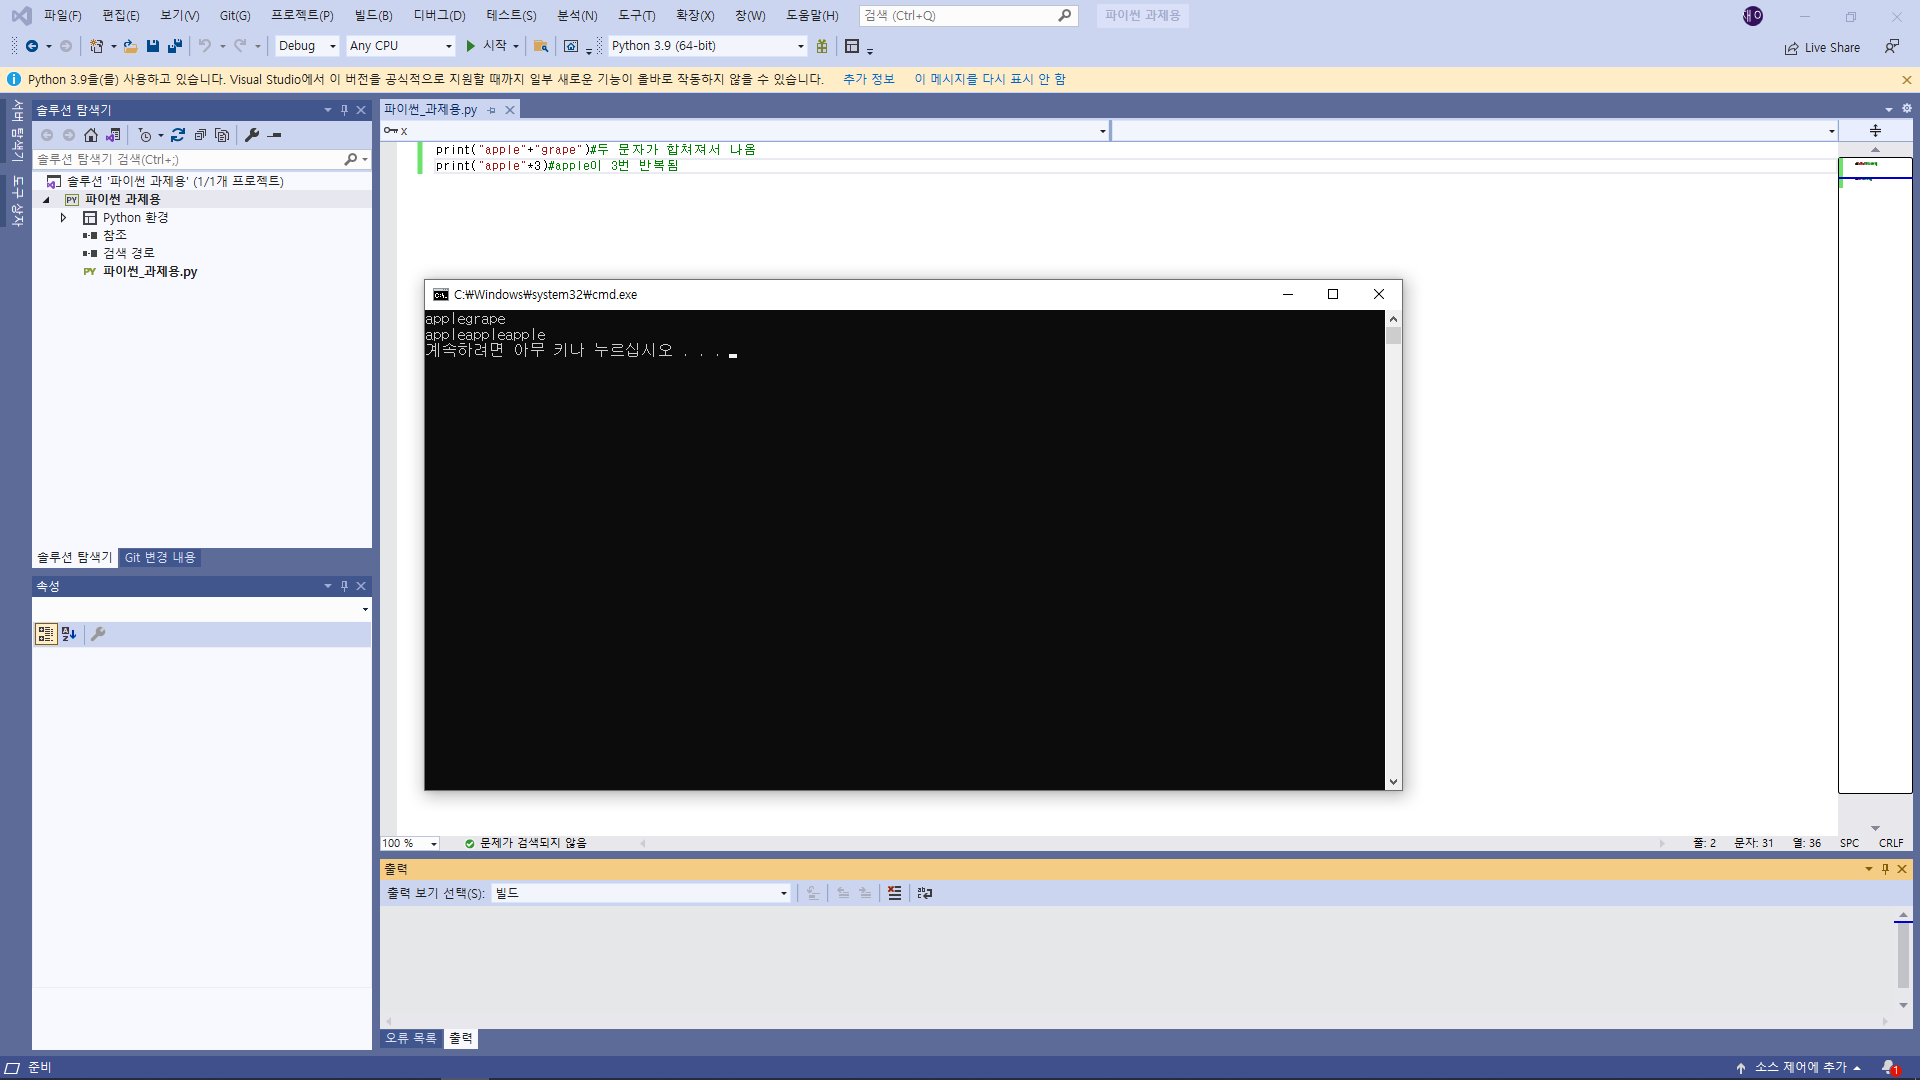 파일(F) 편집(E) 보기(V) Git(G) 프로젝트(P) 빌드(B) 디버그(D) 테스트(S) 분석(N) 도구(T) 확장(X) 창(W) 도움말(H) 검색 (Ctrl+Q) 파이썬 과제용
Debug Any CPU 시작 Python 3.9 (64-bit) Live Share
Python 3.9을(를) 사용하고 있습니다. Visual Studio에서 이 버전을 공식적으로 지원할 때까지 일부 새로운 기능이 올바로 작동하지 않을 수 있습니다. 추가 정보 이 메시지를 다시 표시 안 함
서버 탐색기
도구 상자
솔루션 탐색기
솔루션 탐색기 검색(Ctrl+;)
솔루션 '파이썬 과제용' (1/1개 프로젝트)
PY 파이썬 과제용
Python 환경
참조
검색 경로
PY 파이썬_과제용.py
솔루션 탐색기 Git 변경 내용
속성
파이썬_과제용.py
x
print("apple"+"grape")#두 문자가 합쳐져서 나옴
print("apple"*3)#apple이 3번 반복됨
C:\Windows\system32\cmd.exe
applegrape
appleappleapple
계속하려면 아무 키나 누르십시오 . . .
100 % 문제가 검색되지 않음 줄: 2 문자: 31 열: 36 SPC CRLF
출력
출력 보기 선택(S): 빌드
오류 목록 출력
준비 소스 제어에 추가 1